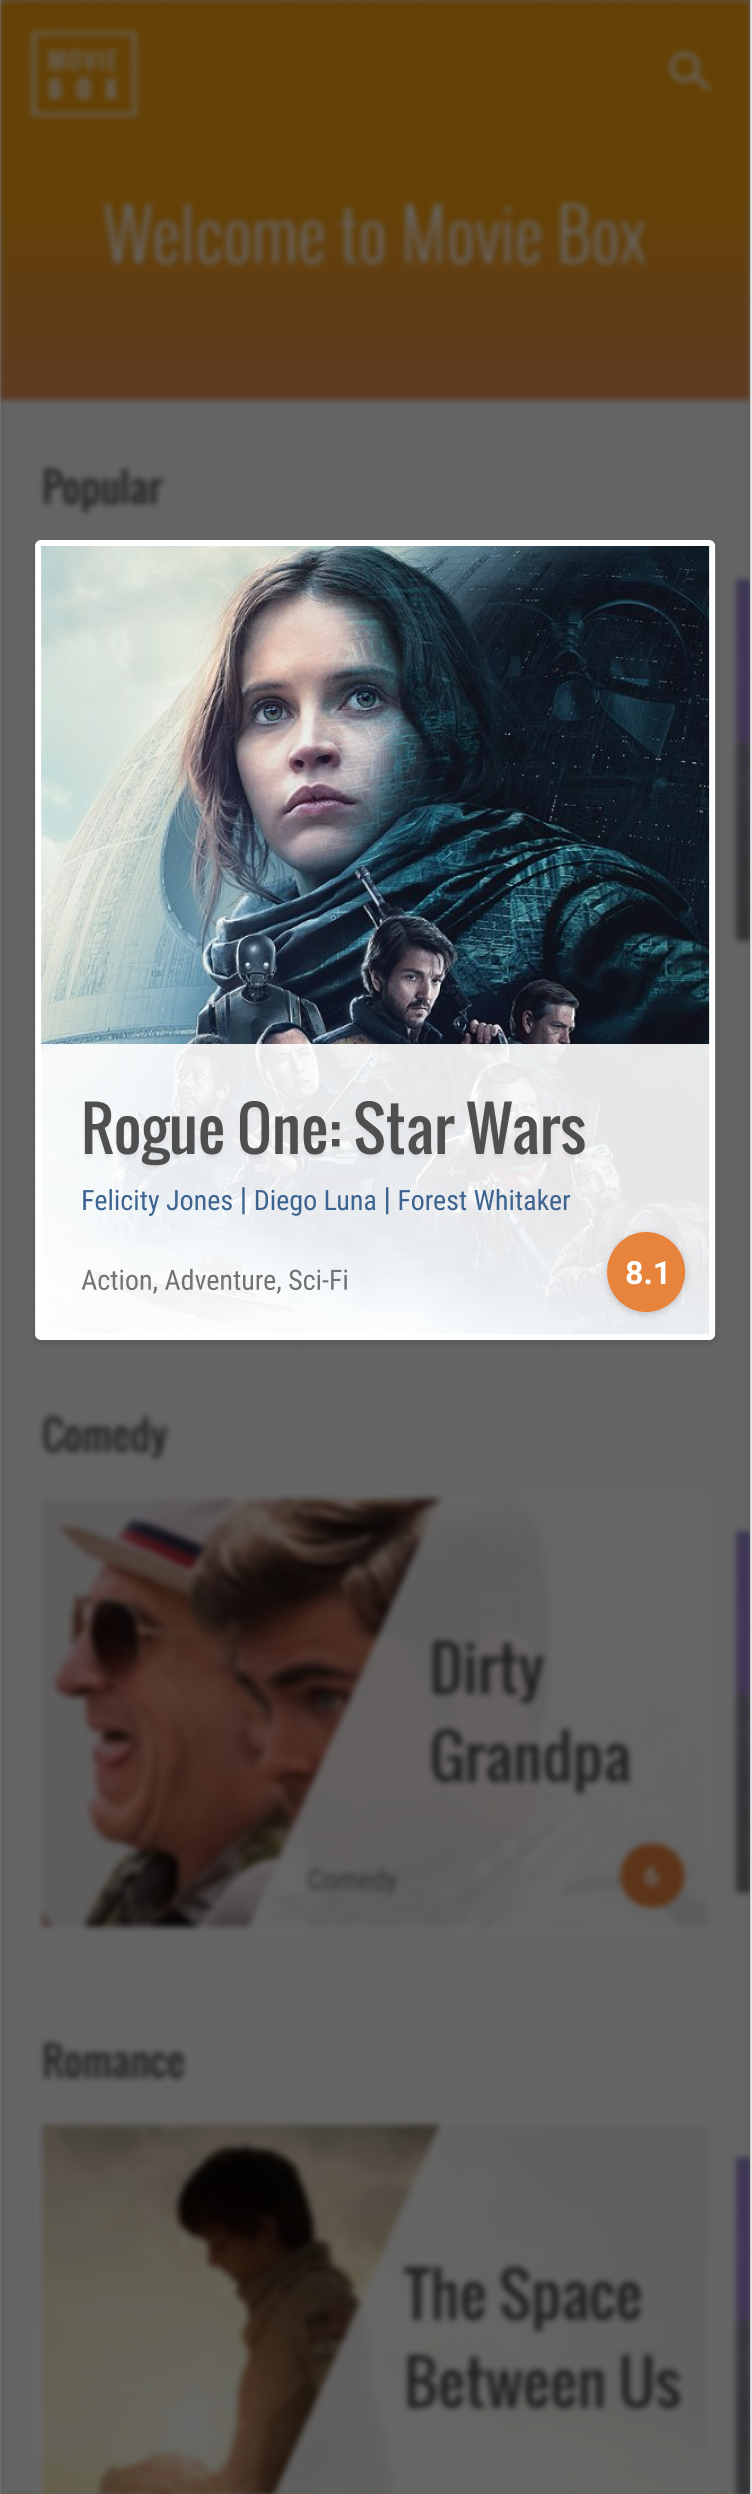 MOVIE
BOX
Welcome to Movie Box
Popular
Rogue One: Star Wars
Felicity Jones | Diego Luna | Forest Whitaker
Action, Adventure, Sci-Fi
8.1
Comedy
Dirty
Grandpa
Comedy
6
Romance
The Space
Between Us